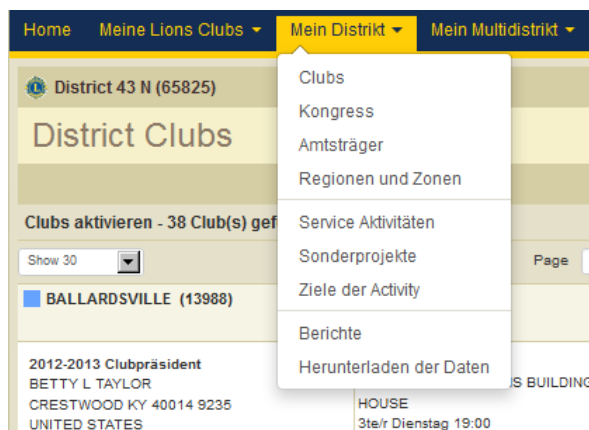 Home Meine Lions Clubs Mein Distrikt Mein Multidistrikt
District 43 N (65825)
District Clubs
Clubs aktivieren - 38 Club(s) gef
Show 30
Page
BALLARDSVILLE (13988)
2012-2013 Clubpräsident
BETTY L TAYLOR
CRESTWOOD KY 40014 9235
UNITED STATES
Clubs
Kongress
Amtsträger
Regionen und Zonen
Service Aktivitäten
Sonderprojekte
Ziele der Activity
Berichte
Herunterladen der Daten
S BUILDING
HOUSE
3te/r Dienstag 19:00